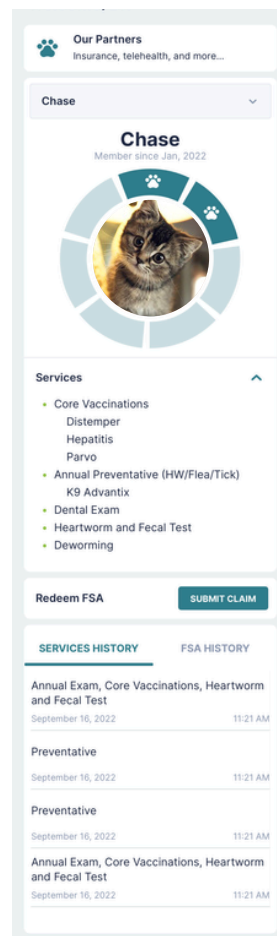 Our Partners
Insurance, telehealth, and more...
Chase
Chase
Member since Jan, 2022
Services
Core Vaccinations
Distemper
Hepatitis
Parvo
Annual Preventative (HW/Flea/Tick)
K9 Advantix
Dental Exam
Heartworm and Fecal Test
Deworming
Redeem FSA
SUBMIT CLAIM
SERVICES HISTORY FSA HISTORY
Annual Exam, Core Vaccinations, Heartworm
and Fecal Test
September 16, 2022 11:21 AM
Preventative
September 16, 2022 11:21 AM
Preventative
September 16, 2022 11:21 AM
Annual Exam, Core Vaccinations, Heartworm
and Fecal Test
September 16, 2022 11:21 AM